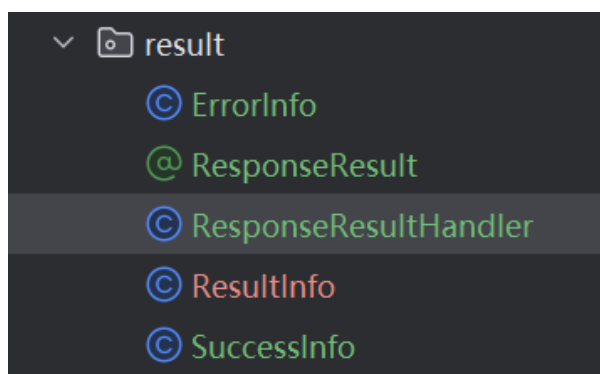 result
ErrorInfo
ResponseResult
ResponseResultHandler
ResultInfo
SuccessInfo